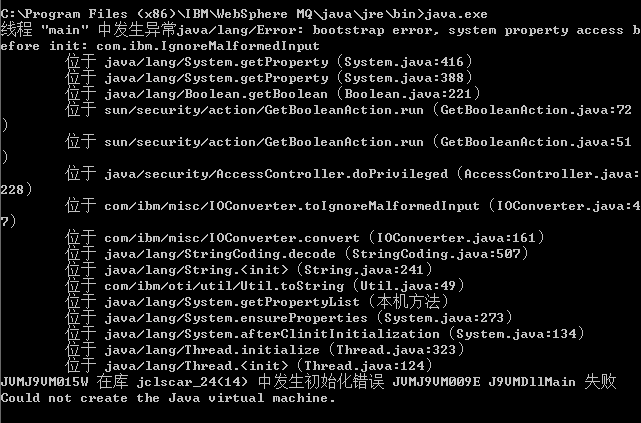 C:\Program Files (x86)\IBM\WebSphere MQ\java\jre\bin>java.exe
线程 "main" 中发生异常java/lang/Error: bootstrap error, system property access b
efore init: com.ibm.IgnoreMalformedInput
位于 java/lang/System.getProperty (System.java:416)
位于 java/lang/System.getProperty (System.java:388)
位于 java/lang/Boolean.getBoolean (Boolean.java:221)
位于 sun/security/action/GetBooleanAction.run (GetBooleanAction.java:72
)
位于 sun/security/action/GetBooleanAction.run (GetBooleanAction.java:51
)
位于 java/security/AccessController.doPrivileged (AccessController.java:
228)
位于 com/ibm/misc/IOConverter.toIgnoreMalformedInput (IOConverter.java:4
7)
位于 com/ibm/misc/IOConverter.convert (IOConverter.java:161)
位于 java/lang/StringCoding.decode (StringCoding.java:507)
位于 java/lang/String.<init> (String.java:241)
位于 com/ibm/oti/util/Util.toString (Util.java:49)
位于 java/lang/System.getPropertyList (本机方法)
位于 java/lang/System.ensureProperties (System.java:273)
位于 java/lang/System.afterClinitInitialization (System.java:134)
位于 java/lang/Thread.initialize (Thread.java:323)
位于 java/lang/Thread.<init> (Thread.java:124)
JVMJ9VM015W 在库 jclscar_24(14) 中发生初始化错误 JVMJ9VM009E J9VMDllMain 失败
Could not create the Java virtual machine.